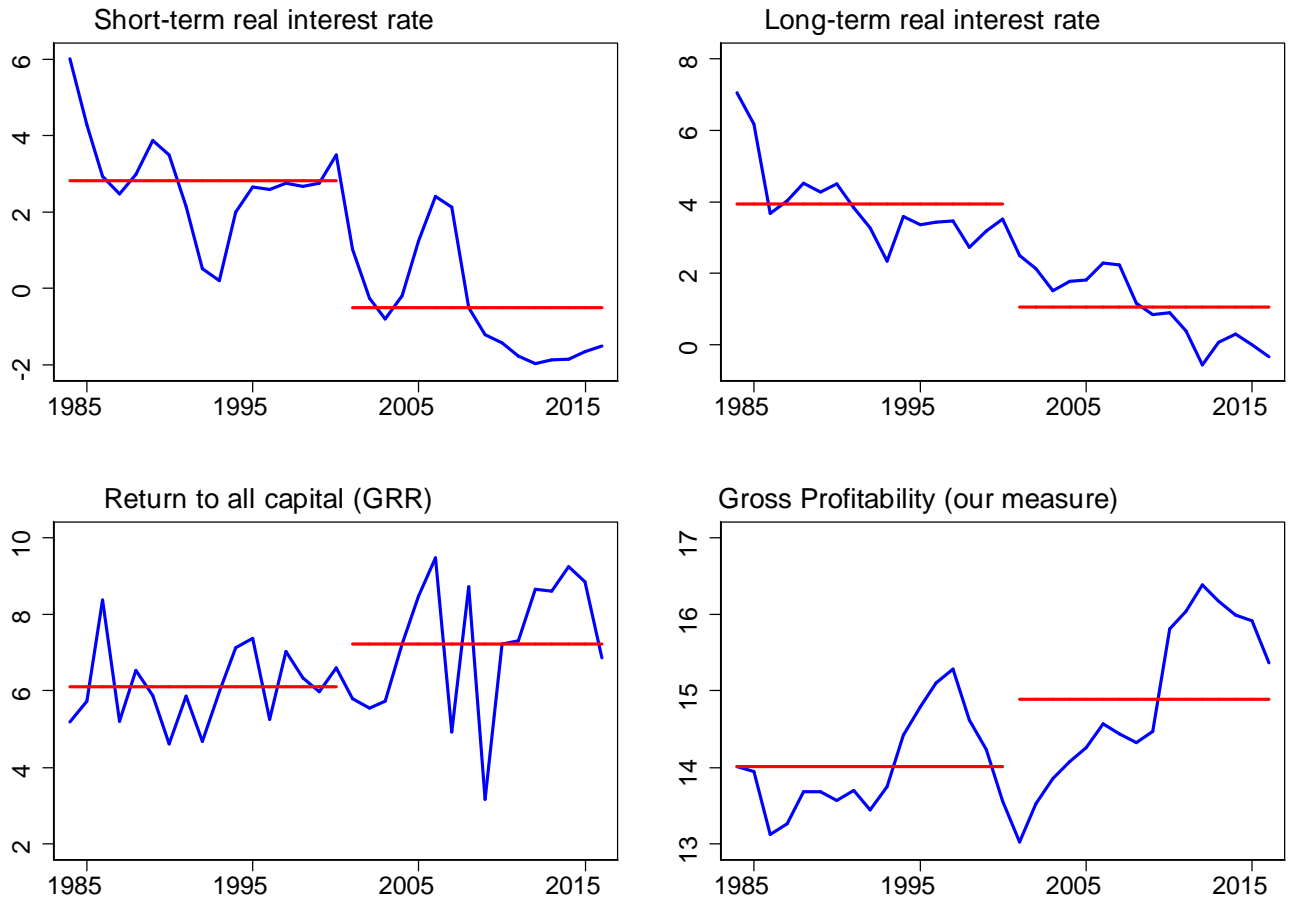 Short-term real interest rate
6
4
2
0
-2
1985 1995 2005 2015
Long-term real interest rate
8
6
4
2
0
1985 1995 2005 2015
Return to all capital (GRR)
10
8
6
4
2
1985 1995 2005 2015
Gross Profitability (our measure)
17
16
15
14
13
1985 1995 2005 2015